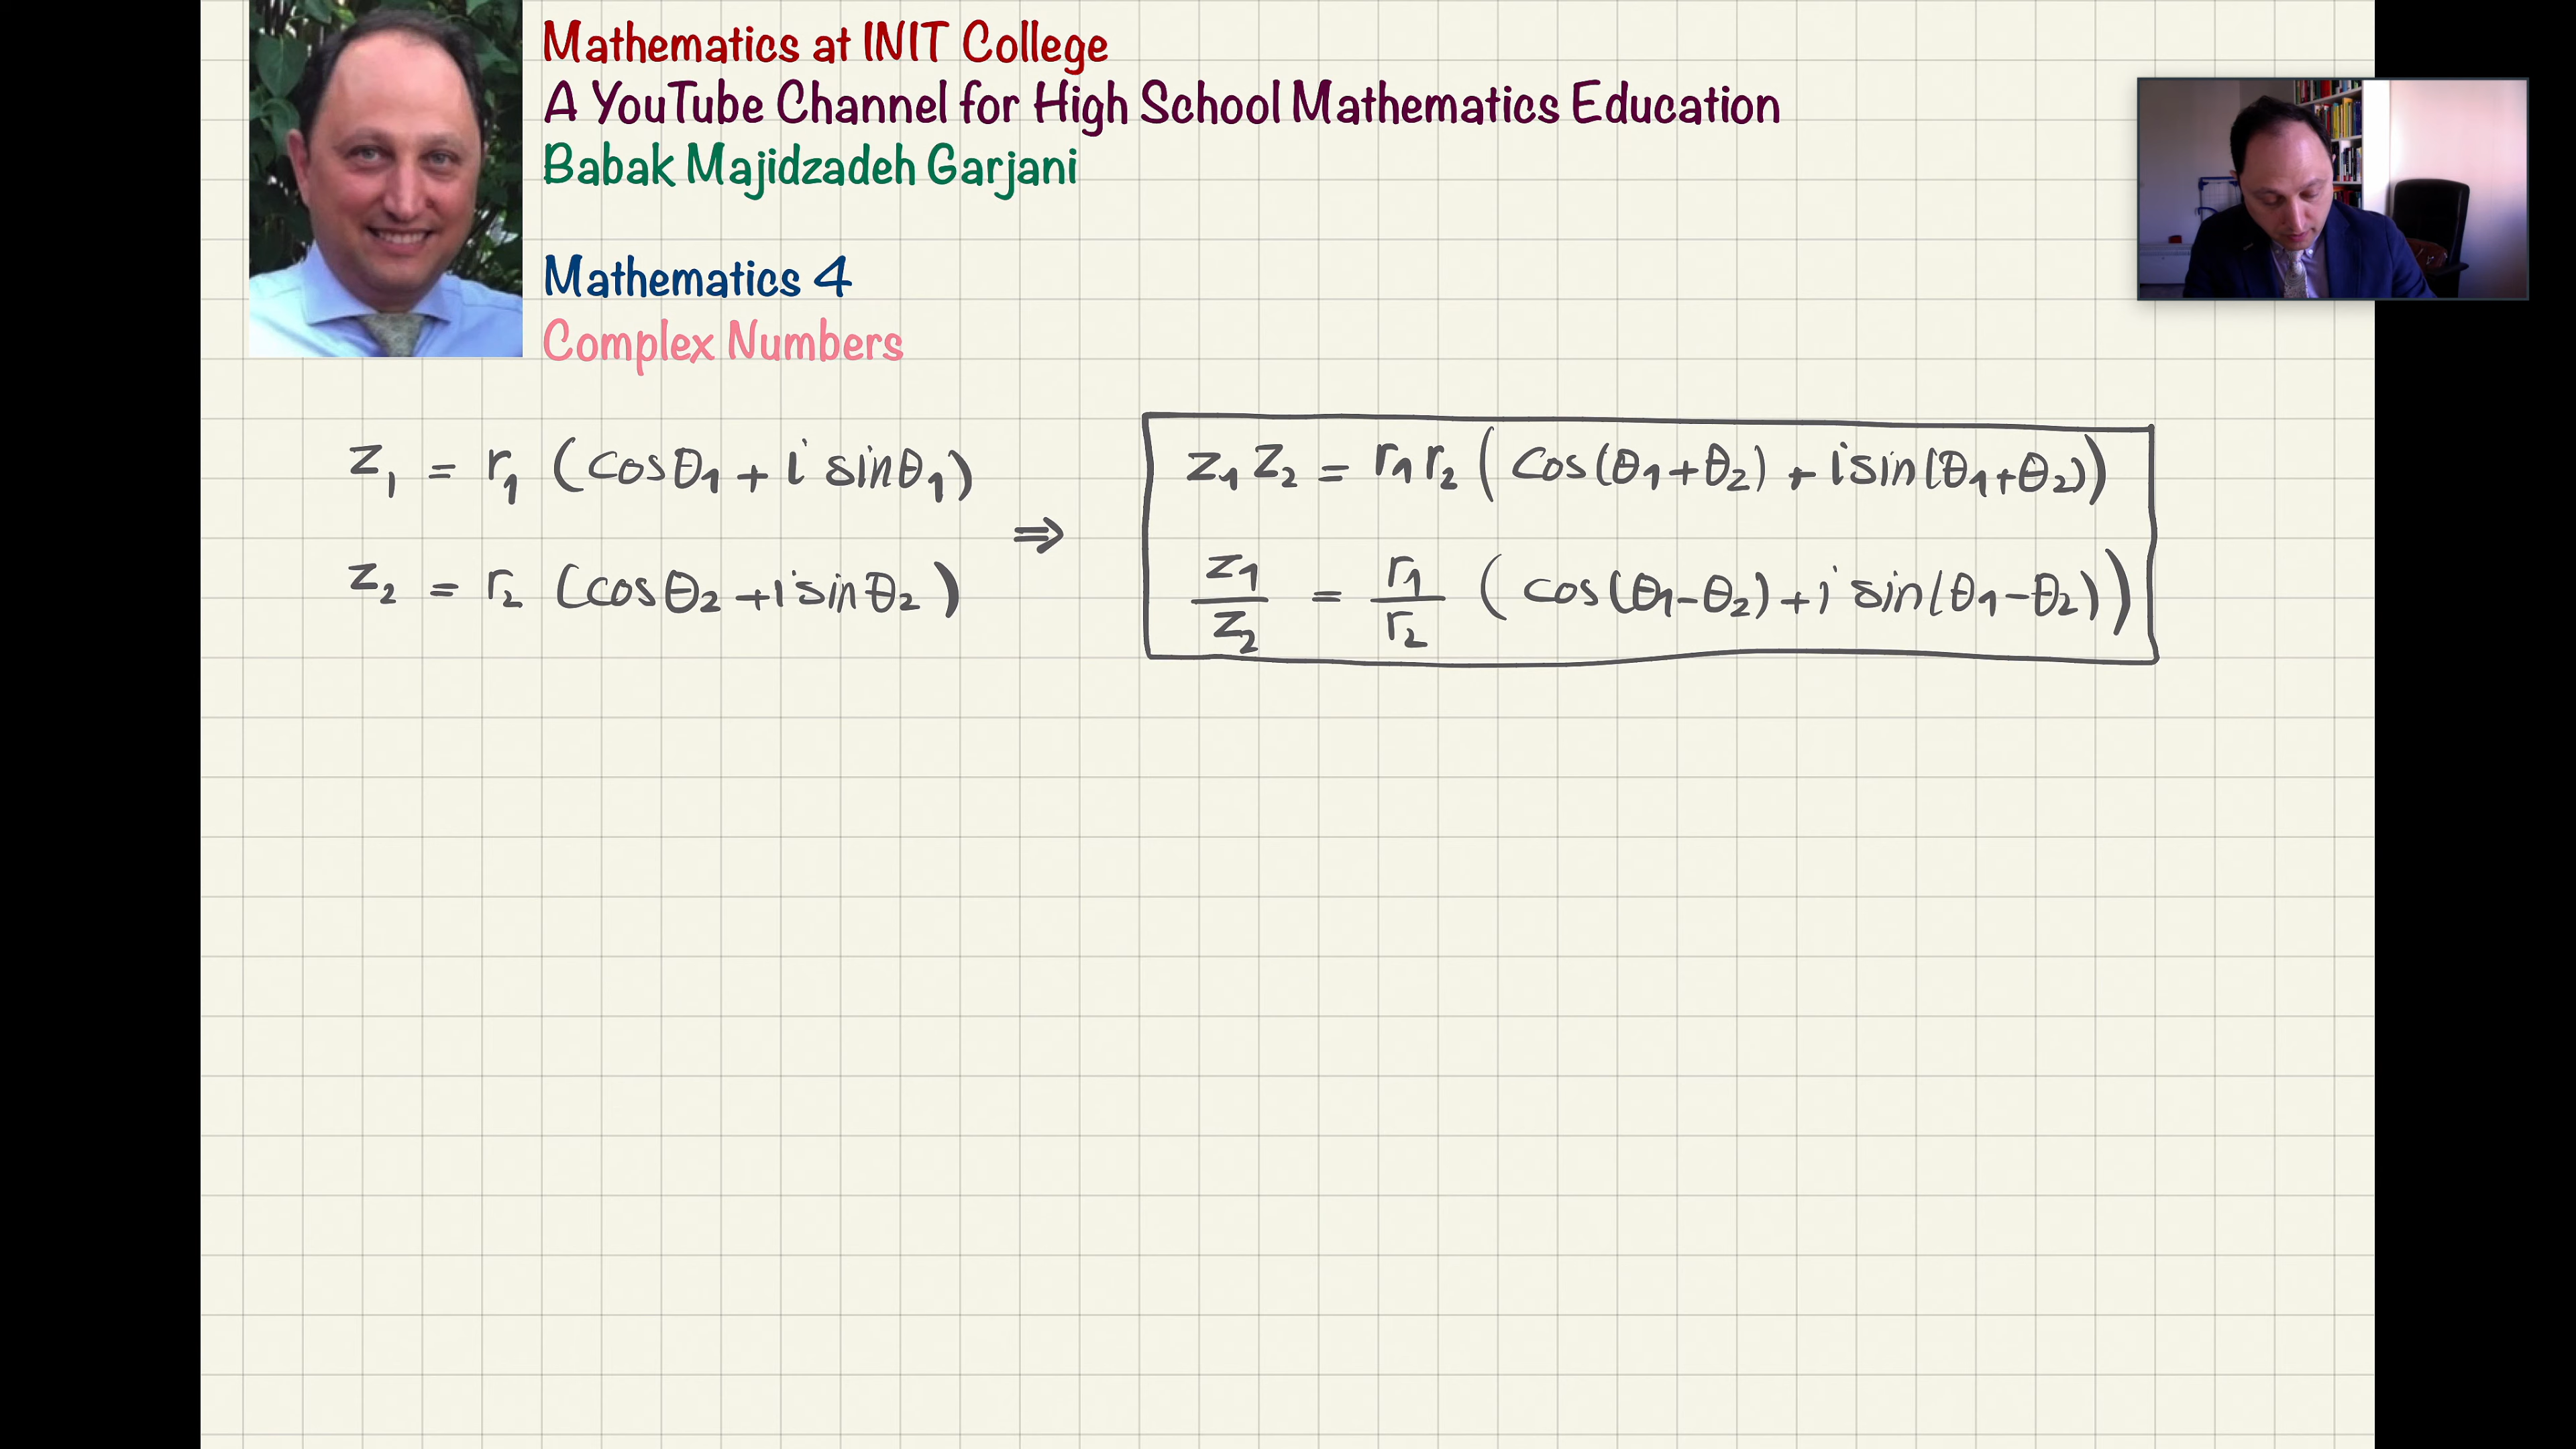 Mathematics at INIT College
A YouTube Channel for High School Mathematics Education
Babak Majidzadeh Garjani
Mathematics 4
Complex Numbers
z₁ = r₁ (cosθ₁ + i sinθ₁)
z₂ = r₂ (cosθ₂ + i sinθ₂)
⇒
z₁ z₂ = r₁ r₂ (cos(θ₁+θ₂) + i sin(θ₁+θ₂))
z₁/z₂ = r₁/r₂ (cos(θ₁-θ₂) + i sin(θ₁-θ₂))